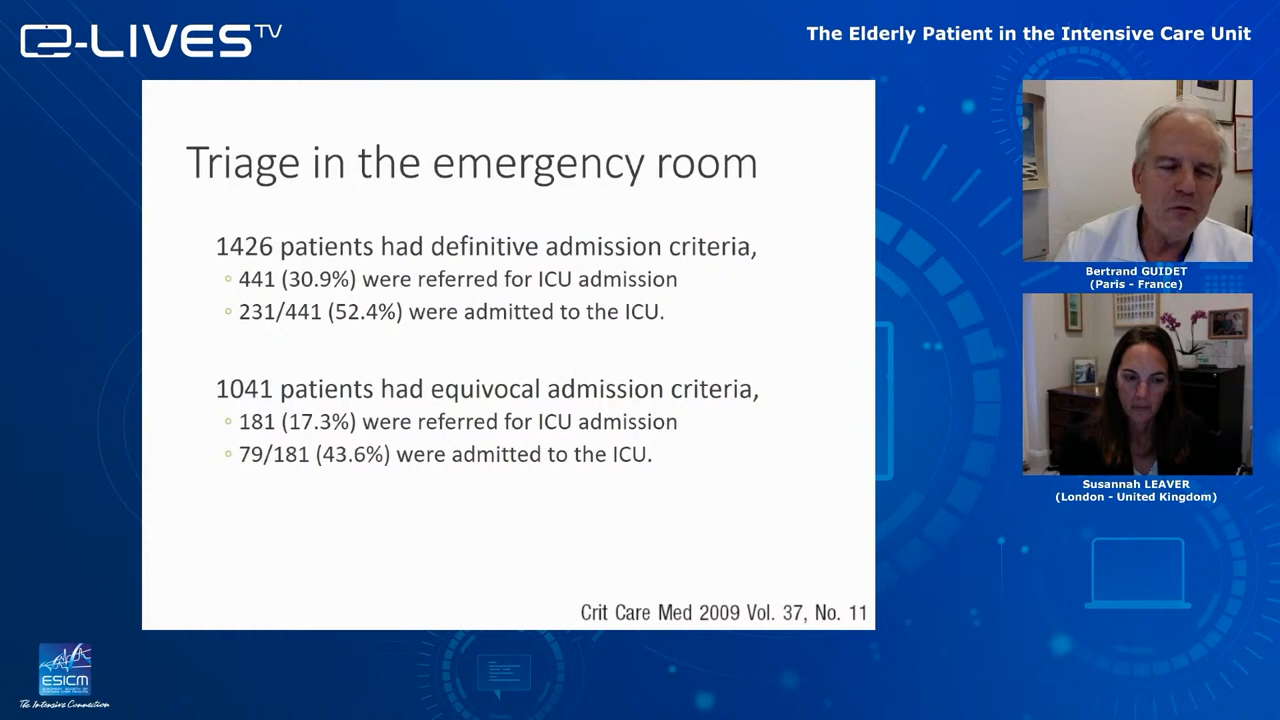 e-LIVES TV
The Elderly Patient in the Intensive Care Unit
Triage in the emergency room
1426 patients had definitive admission criteria,
441 (30.9%) were referred for ICU admission
231/441 (52.4%) were admitted to the ICU.
1041 patients had equivocal admission criteria,
181 (17.3%) were referred for ICU admission
79/181 (43.6%) were admitted to the ICU.
Crit Care Med 2009 Vol. 37, No. 11
Bertrand GUIDET
(Paris - France)
Susannah LEAVER
(London - United Kingdom)
ESICM
The Intensive Connection